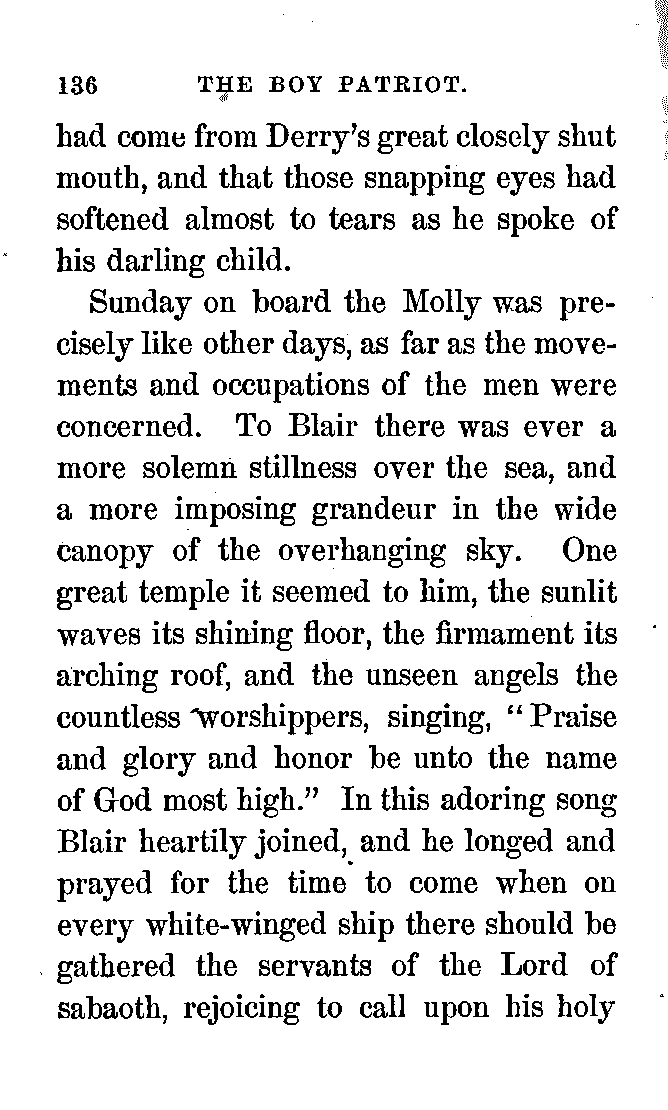 136 THE BOY PATRIOT.
had come from Derry's great closely shut
mouth, and that those snapping eyes had
softened almost to tears as he spoke of
his darling child.
Sunday on board the Molly was pre-
cisely like other days, as far as the move-
ments and occupations of the men were
concerned. To Blair there was ever a
more solemn stillness over the sea, and
a more imposing grandeur in the wide
canopy of the overhanging sky. One
great temple it seemed to him, the sunlit
waves its shining floor, the firmament its
arching roof, and the unseen angels the
countless worshippers, singing, "Praise
and glory and honor be unto the name
of God most high." In this adoring song
Blair heartily joined, and he longed and
prayed for the time to come when on
every white-winged ship there should be
gathered the servants of the Lord of
sabaoth, rejoicing to call upon his holy